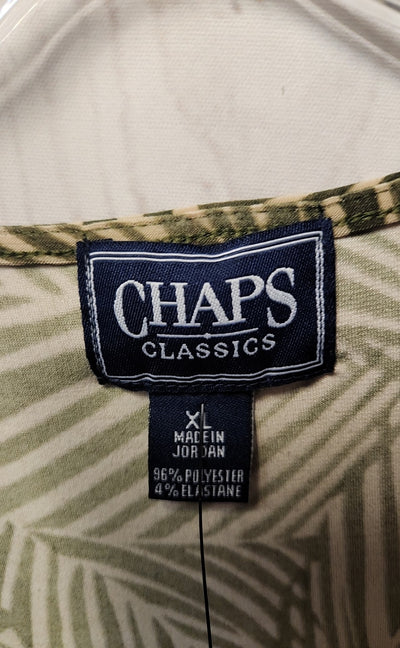 CHAPS
CLASSICS
XL
MADE IN
JORDAN
96% POLYESTER
4% ELASTANE